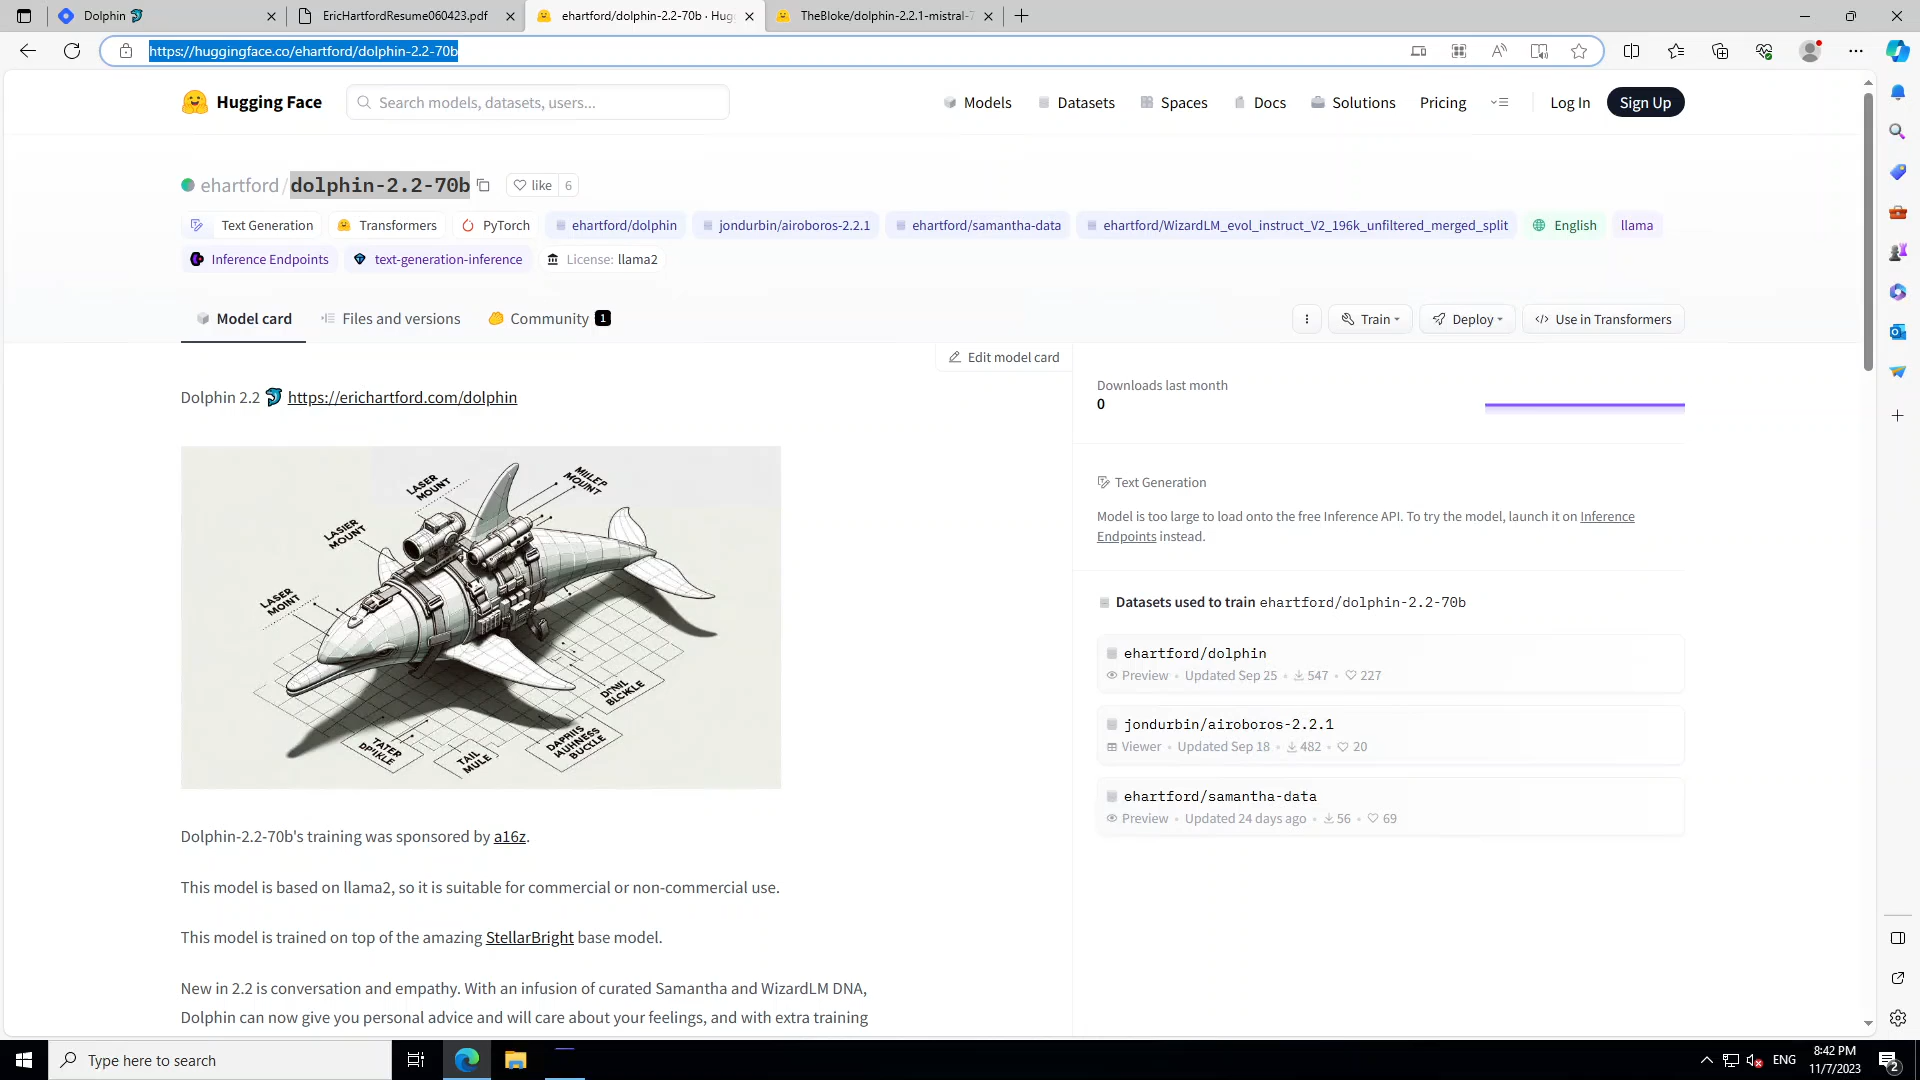 Dolphin
EricHartfordResume060423.pdf
ehartford/dolphin-2.2-70b · Hug
TheBloke/dolphin-2.2.1-mistral-7
https://huggingface.co/ehartford/dolphin-2.2-70b
Hugging Face
Search models, datasets, users...
Models
Datasets
Spaces
Docs
Solutions
Pricing
Log In
Sign Up
ehartford/dolphin-2.2-70b
like 6
Text Generation
Transformers
PyTorch
ehartford/dolphin
jondurbin/airoboros-2.2.1
ehartford/samantha-data
ehartford/WizardLM_evol_instruct_V2_196k_unfiltered_merged_split
English
llama
Inference Endpoints
text-generation-inference
License: llama2
Model card
Files and versions
Community 1
Train
Deploy
</> Use in Transformers
Edit model card
Dolphin 2.2 https://erichartford.com/dolphin
LASER
MOUNT
LASIER
MOUNT
LASER
MOINT
TATER
TAIL
MULE
Dolphin-2.2-70b's training was sponsored by a16z.
This model is based on llama2, so it is suitable for commercial or non-commercial use.
This model is trained on top of the amazing StellarBright base model.
New in 2.2 is conversation and empathy. With an infusion of curated Samantha and WizardLM DNA,
Dolphin can now give you personal advice and will care about your feelings, and with extra training
Downloads last month
0
Text Generation
Model is too large to load onto the free Inference API. To try the model, launch it on Inference
Endpoints instead.
Datasets used to train ehartford/dolphin-2.2-70b
ehartford/dolphin
Preview • Updated Sep 25 • 547 • 227
jondurbin/airoboros-2.2.1
Viewer • Updated Sep 18 • 482 • 20
ehartford/samantha-data
Preview • Updated 24 days ago • 56 • 69
Type here to search
ENG
8:42 PM
11/7/2023
2